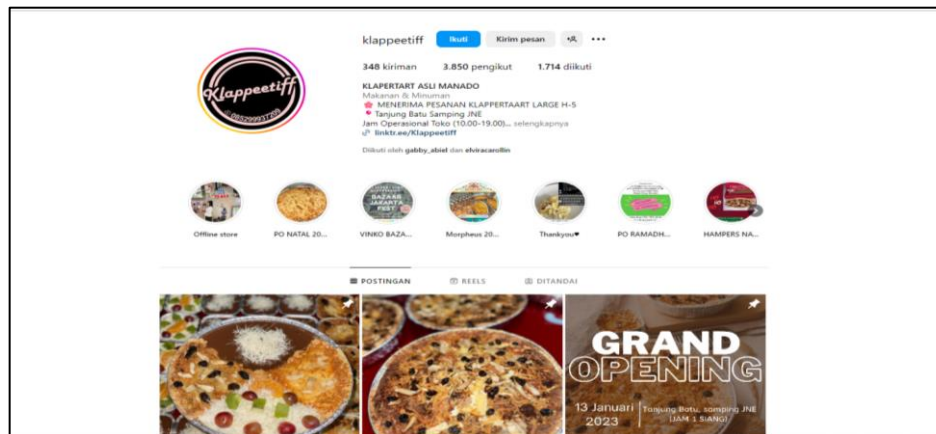 klappeetiff Ikuti Kirim pesan
348 kiriman 3.850 pengikut 1.714 diikuti
KLAPERTART ASLI MANADO
Makanan & Minuman
🌸 MENERIMA PESANAN KLAPPERTAART LARGE H-5
📍 Tanjung Batu Samping JNE
Jam Operasional Toko (10.00-19.00)... selengkapnya
linktr.ee/Klappeetiff
Diikuti oleh gabby_abiel dan elviracarollin
Klappeetiff
Offline store
PO NATAL 20...
VINKO BAZA...
Morpheus 20...
Thankyou♥
PO RAMADH...
HAMPERS NA...
BAZAAR
JAKARTA
FEST
POSTINGAN REELS DITANDAI
GRAND
OPENING
13 Januari
2023
Tanjung Batu, samping JNE
(JAM 1 SIANG)